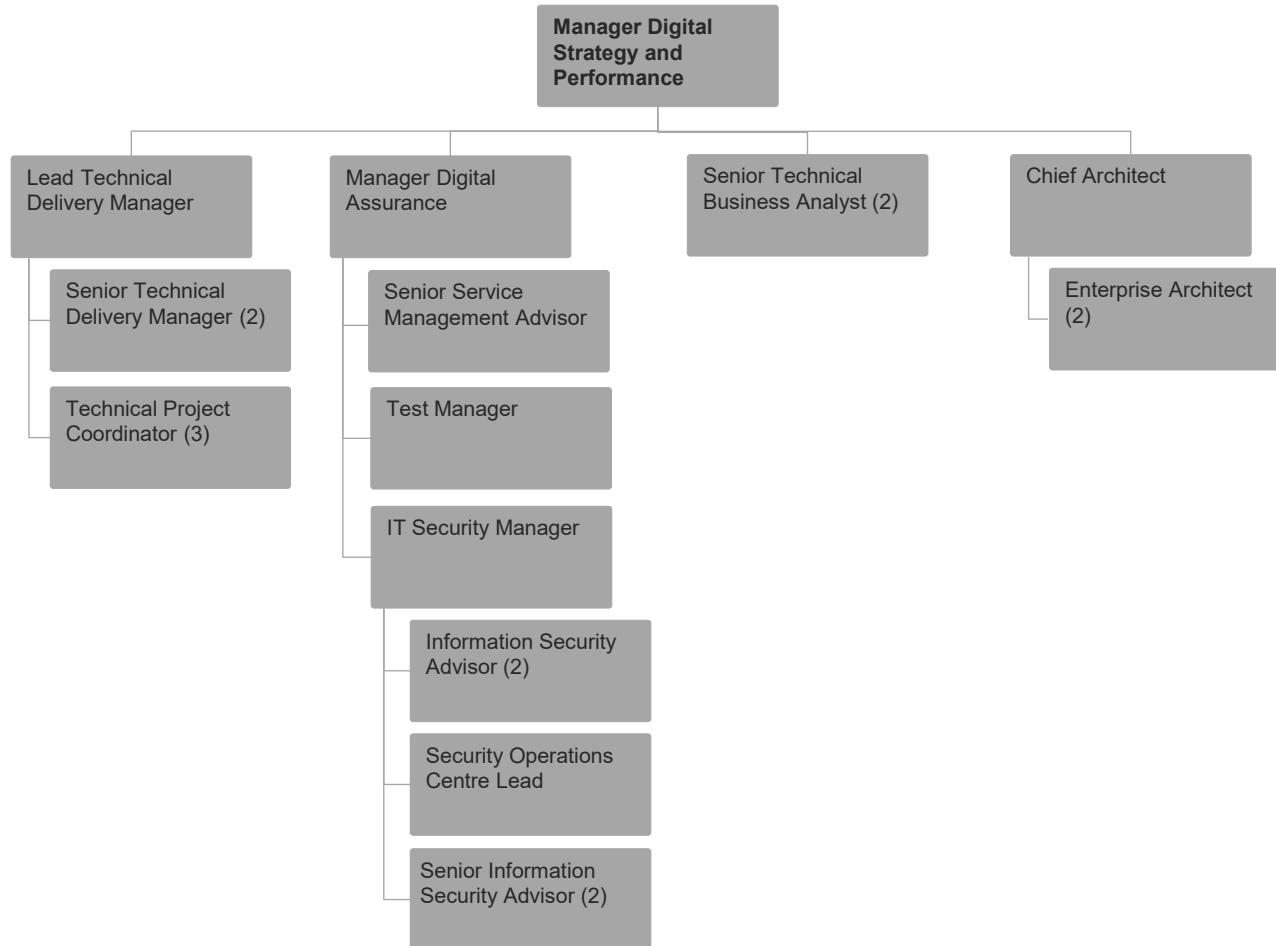 Manager Digital
Strategy and
Performance
Lead Technical
Delivery Manager
Manager Digital
Assurance
Senior Technical
Business Analyst (2)
Chief Architect
Senior Technical
Delivery Manager (2)
Senior Service
Management Advisor
Enterprise Architect
(2)
Technical Project
Coordinator (3)
Test Manager
IT Security Manager
Information Security
Advisor (2)
Security Operations
Centre Lead
Senior Information
Security Advisor (2)